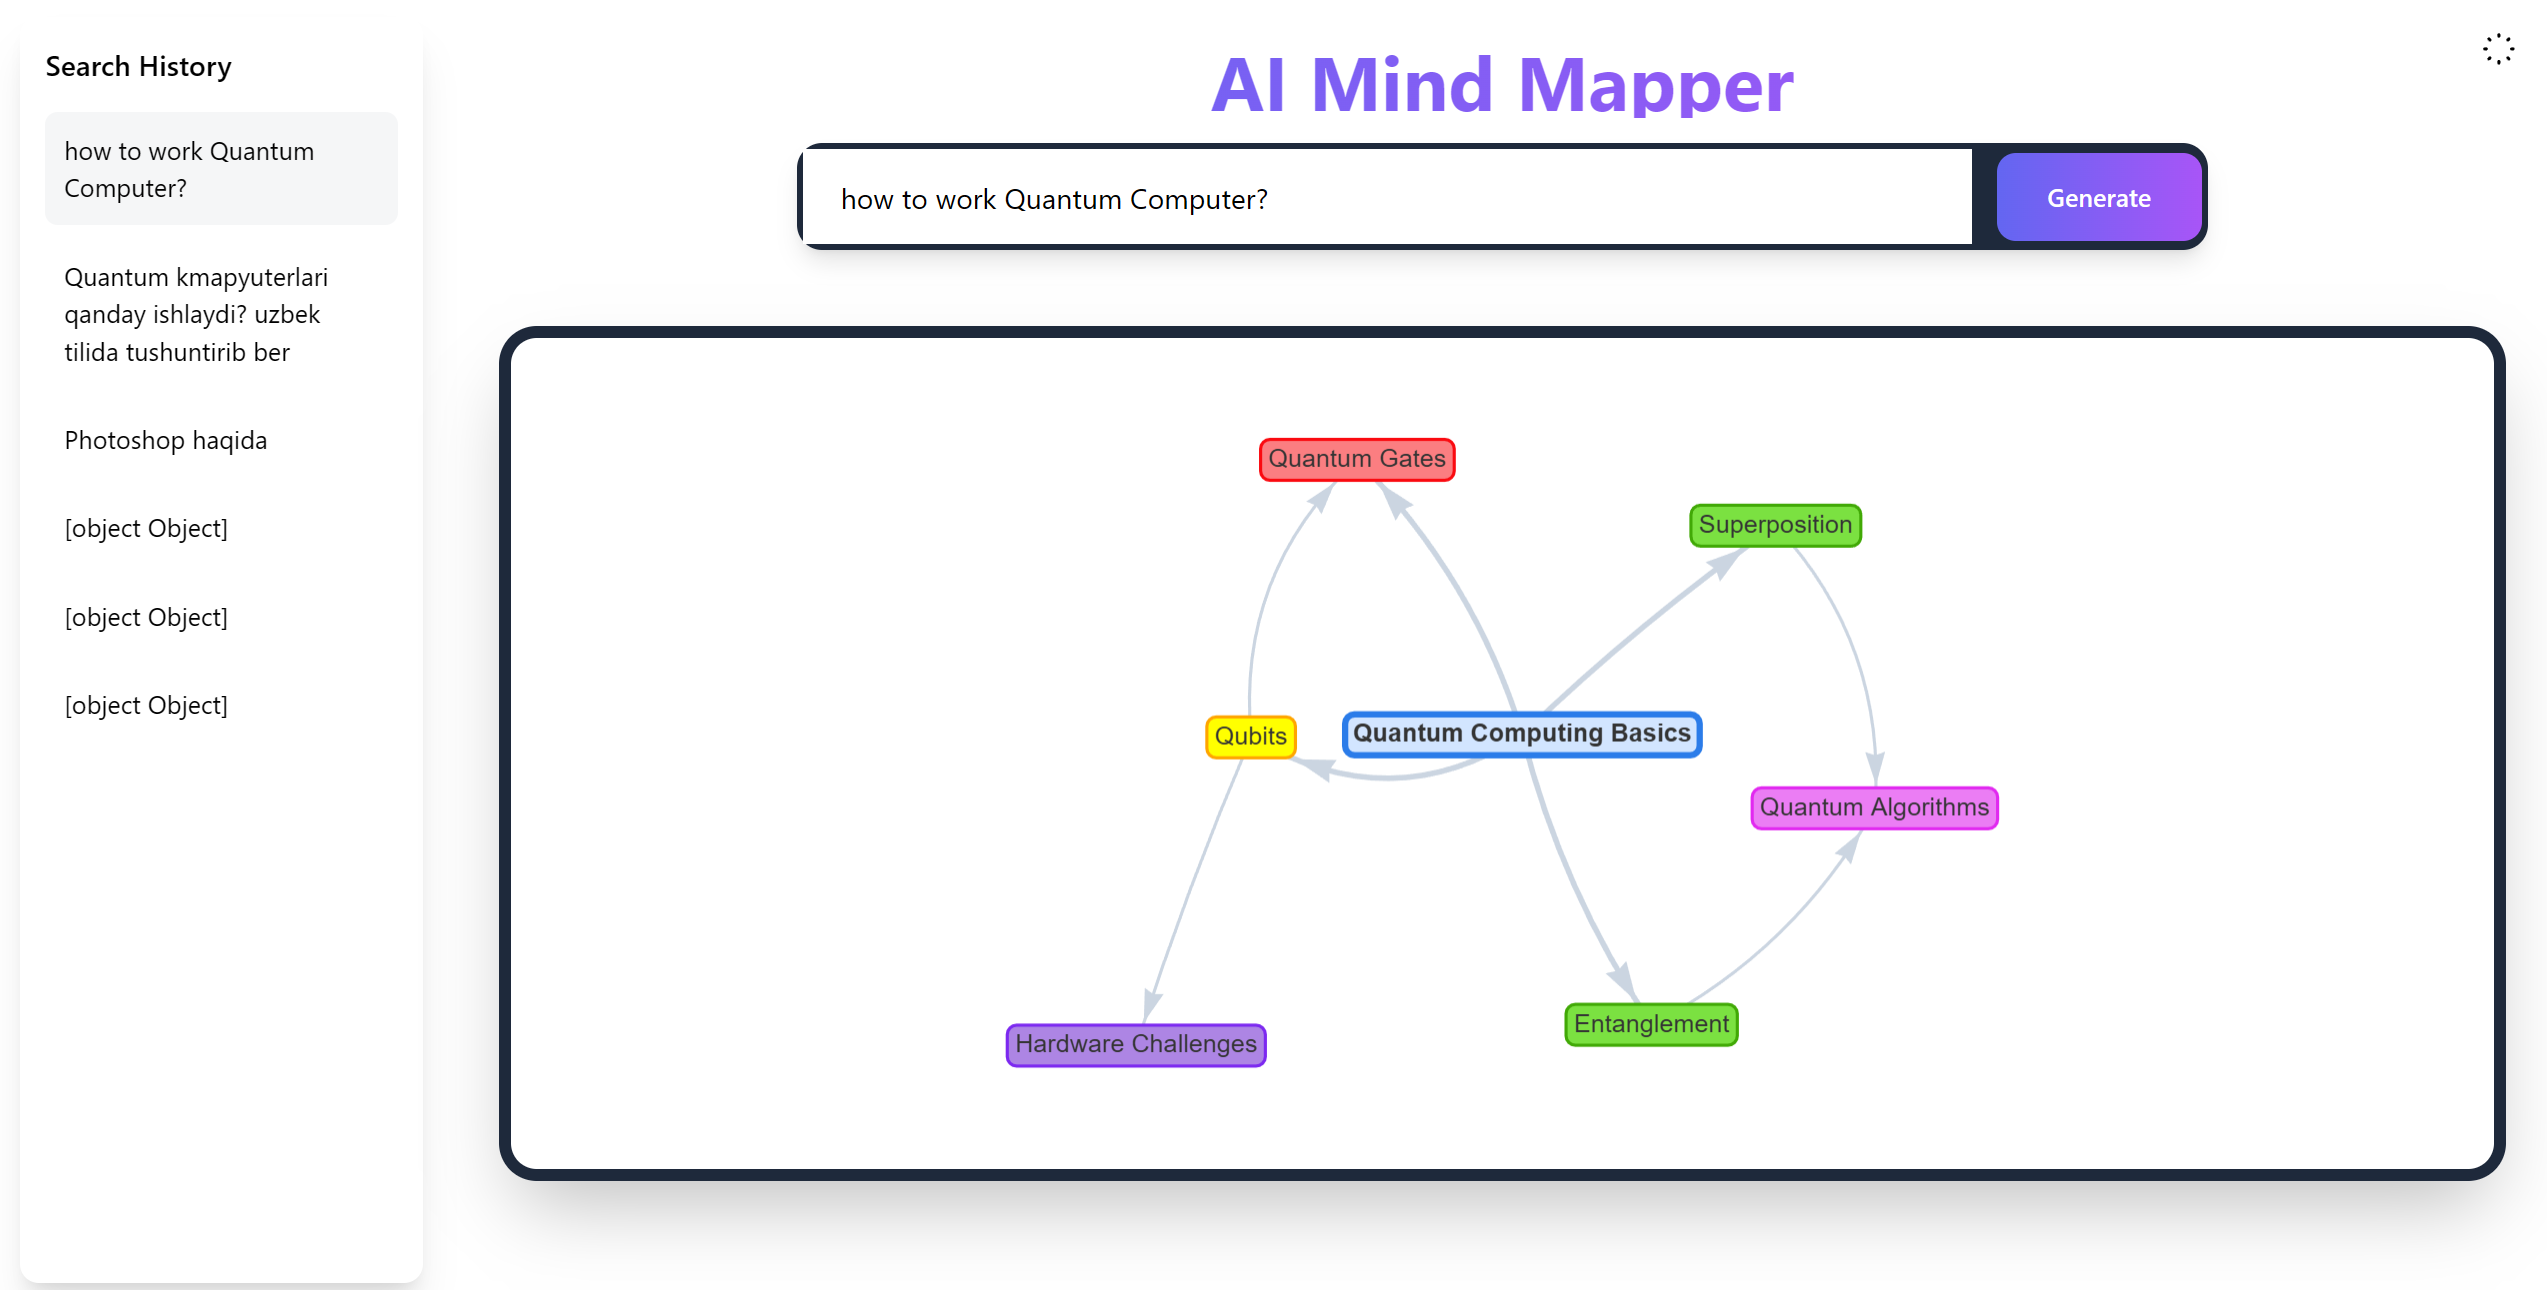 Search History
how to work Quantum
Computer?
Quantum kmapyuterlari
qanday ishlaydi? uzbek
tilida tushuntirib ber
Photoshop haqida
[object Object]
[object Object]
[object Object]
AI Mind Mapper
how to work Quantum Computer?
Generate
Quantum Gates
Superposition
Qubits
Quantum Computing Basics
Quantum Algorithms
Entanglement
Hardware Challenges